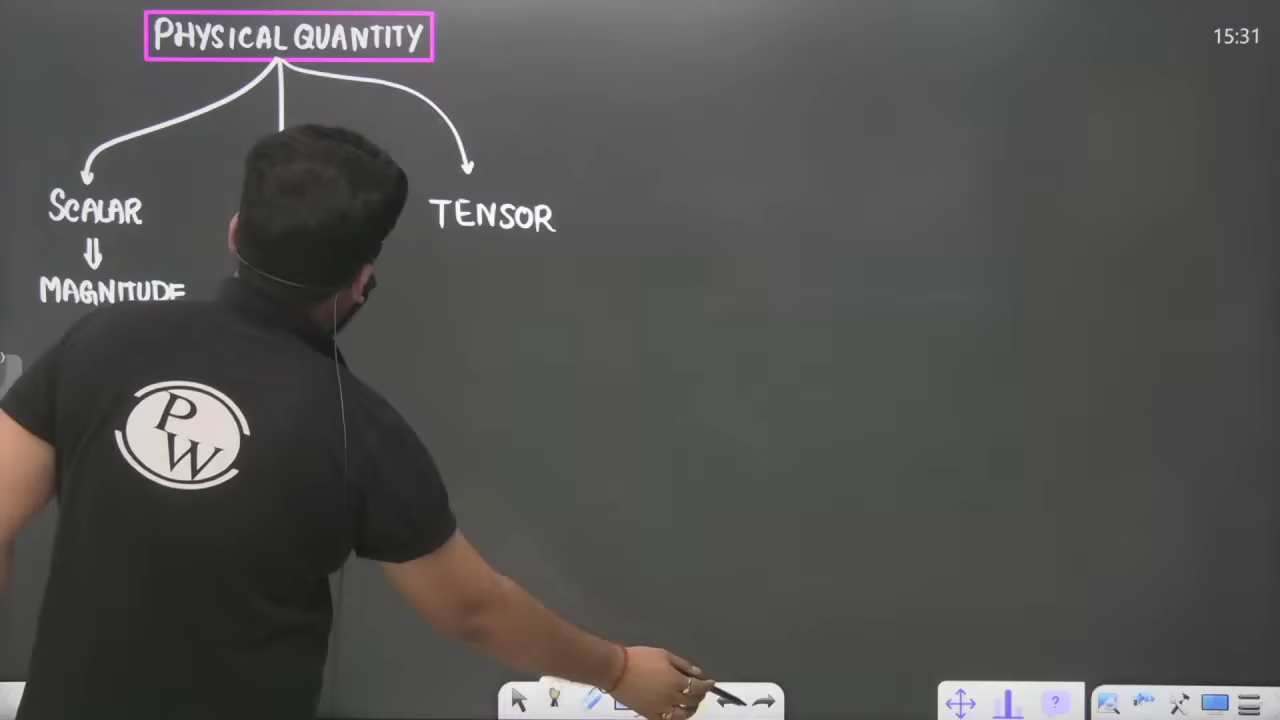 PHYSICAL QUANTITY
15:31
SCALAR
TENSOR
MAGNITUDE
P
W
?